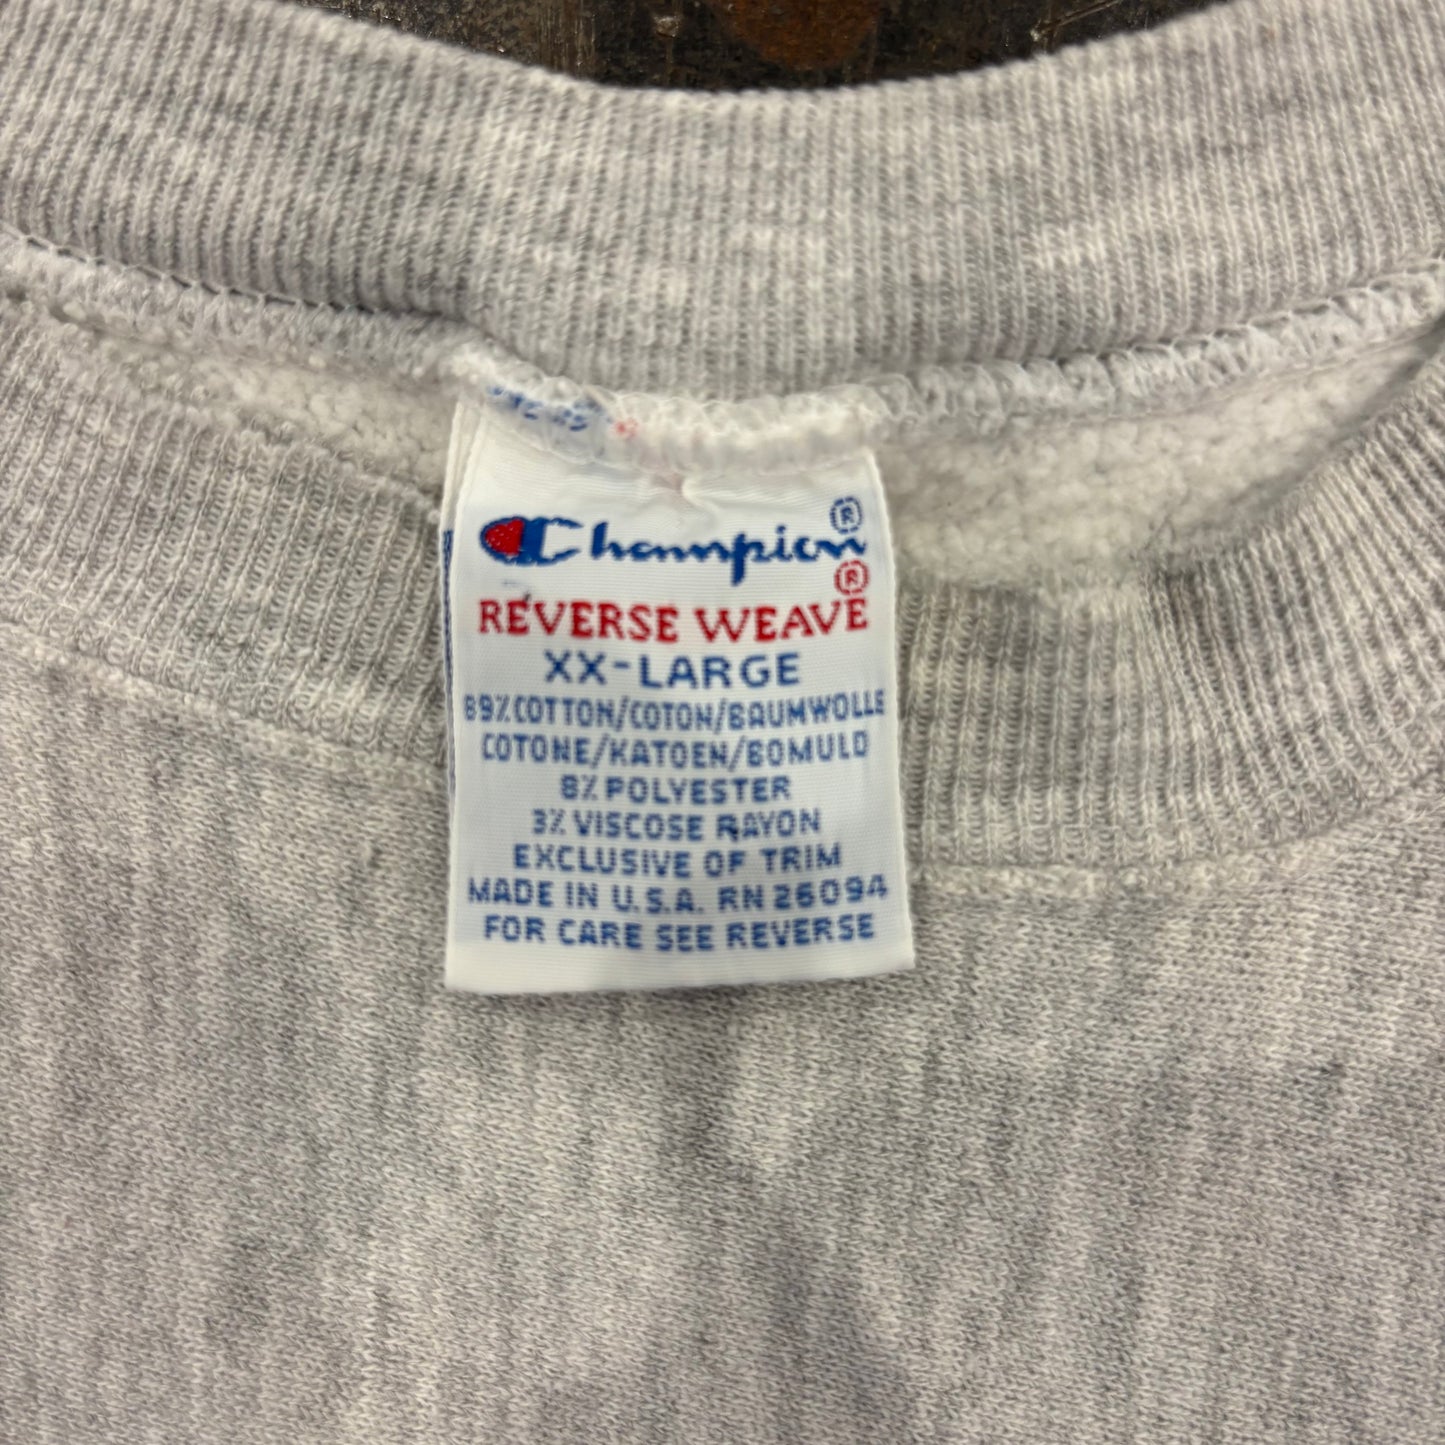 Champion ®
REVERSE WEAVE ®
XX-LARGE
89% COTTON/COTON/BAUMWOLLE
COTONE/KATOEN/BOMULD
8% POLYESTER
3% VISCOSE RAYON
EXCLUSIVE OF TRIM
MADE IN U.S.A. RN 26094
FOR CARE SEE REVERSE